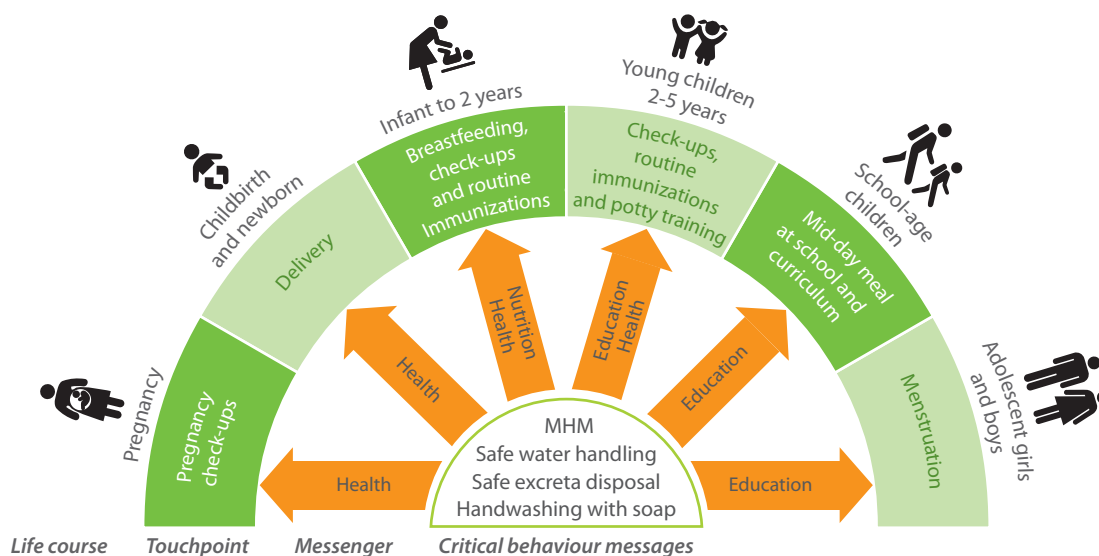 Pregnancy
Childbirth
and newborn
Infant to 2 years
Young children
2-5 years
School-age
children
Adolescent girls
and boys
Pregnancy
check-ups
Delivery
Breastfeeding,
check-ups
and routine
Immunizations
Check-ups,
routine
immunizations
and potty training
Mid-day meal
at school and
curriculum
Menstruation
Health
Health
Nutrition
Health
Education
Health
Education
Education
MHM
Safe water handling
Safe excreta disposal
Handwashing with soap
Life course Touchpoint Messenger Critical behaviour messages